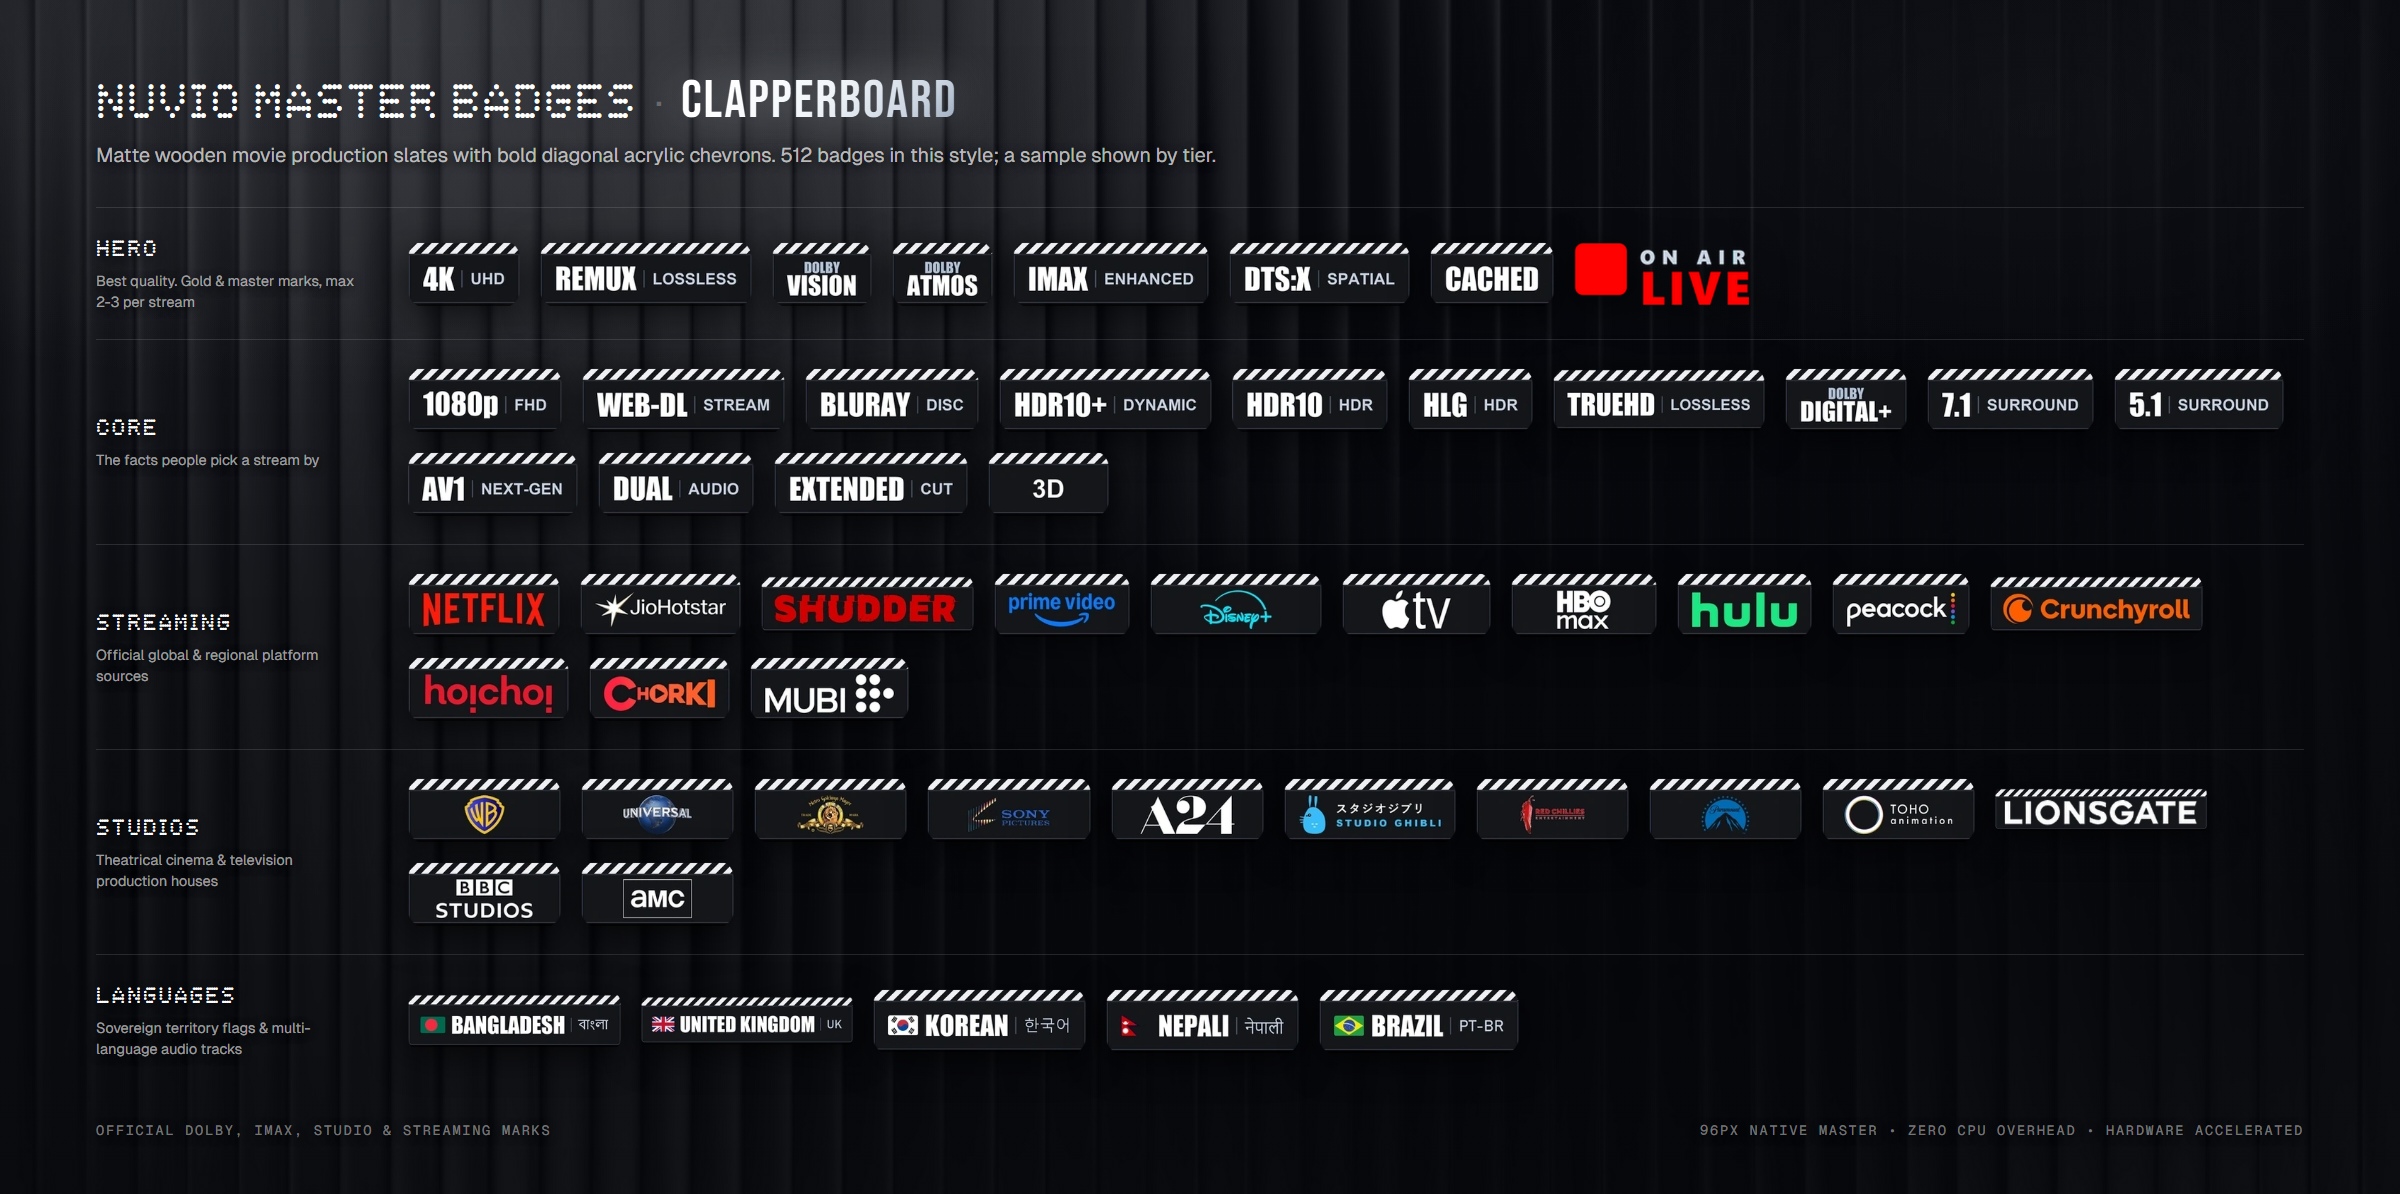 NUVIO MASTER BADGES · CLAPPERBOARD
Matte wooden movie production slates with bold diagonal acrylic chevrons. 512 badges in this style; a sample shown by tier.
HERO
Best quality. Gold & master marks, max
2-3 per stream
4K UHD
REMUX LOSSLESS
DOLBY
VISION
DOLBY
ATMOS
IMAX ENHANCED
DTS:X SPATIAL
CACHED
ON AIR
LIVE
CORE
The facts people pick a stream by
1080p FHD
WEB-DL STREAM
BLURAY DISC
HDR10+ DYNAMIC
HDR10 HDR
HLG HDR
TRUEHD LOSSLESS
DOLBY
DIGITAL+
7.1 SURROUND
5.1 SURROUND
AV1 NEXT-GEN
DUAL AUDIO
EXTENDED CUT
3D
STREAMING
Official global & regional platform
sources
NETFLIX
JioHotstar
SHUDDER
prime video
Disney+
tv
HBO
max
hulu
peacock
Crunchyroll
hoichoi
CHORKI
MUBI
STUDIOS
Theatrical cinema & television
production houses
WB
UNIVERSAL
SONY
PICTURES
A24
スタジオジブリ
STUDIO GHIBLI
RED CHILLIES
ENTERTAINMENT
TOHO
animation
LIONSGATE
BBC
STUDIOS
aMC
LANGUAGES
Sovereign territory flags & multi-
language audio tracks
BANGLADESH বাংলা
UNITED KINGDOM UK
KOREAN 한국어
NEPALI नेपाली
BRAZIL PT-BR
OFFICIAL DOLBY, IMAX, STUDIO & STREAMING MARKS
96PX NATIVE MASTER • ZERO CPU OVERHEAD • HARDWARE ACCELERATED